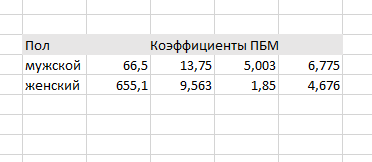 Пол Коэффициенты ПБМ
мужской 66,5 13,75 5,003 6,775
женский 655,1 9,563 1,85 4,676